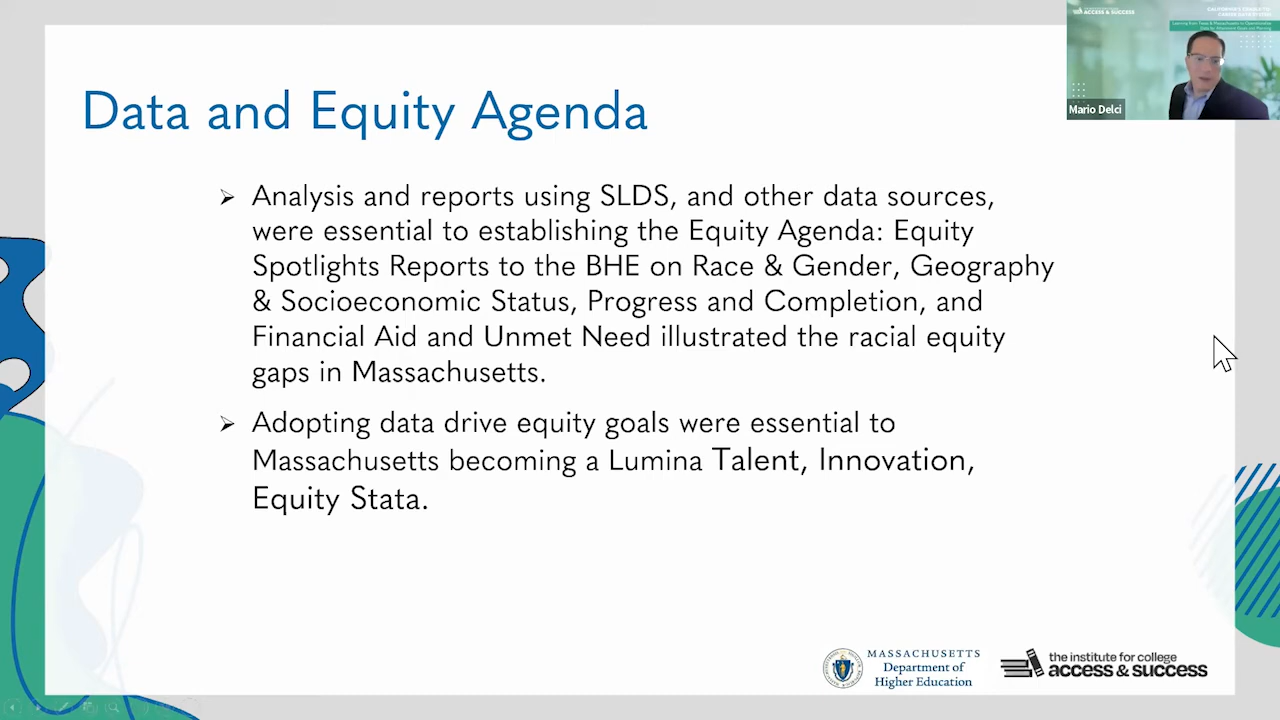 Data and Equity Agenda
ACCESS & SUCCESS
Mario Delci
Analysis and reports using SLDS, and other data sources,
were essential to establishing the Equity Agenda: Equity
Spotlights Reports to the BHE on Race & Gender, Geography
& Socioeconomic Status, Progress and Completion, and
Financial Aid and Unmet Need illustrated the racial equity
gaps in Massachusetts.
Adopting data drive equity goals were essential to
Massachusetts becoming a Lumina Talent, Innovation,
Equity Stata.
MASSACHUSETTS
Department of
Higher Education
the institute for college
access & success